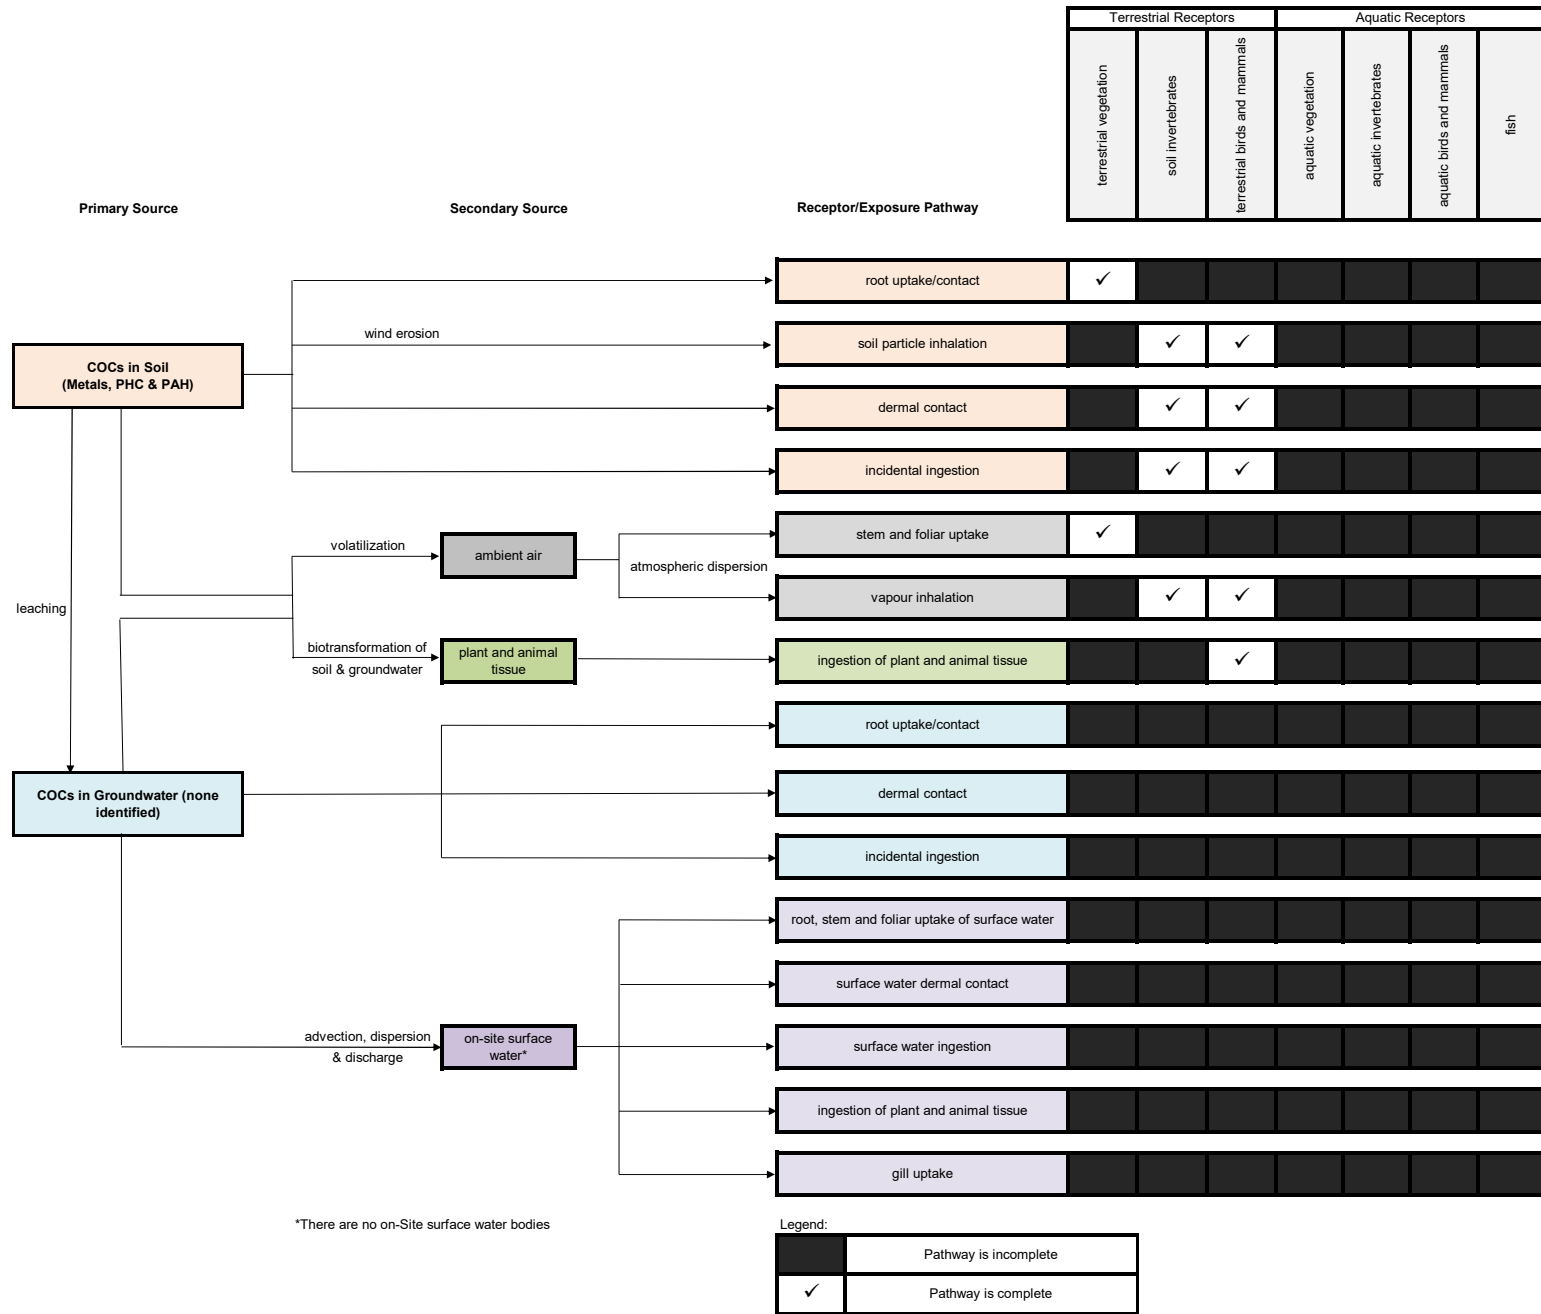 Terrestrial Receptors
Aquatic Receptors
terrestrial vegetation
soil invertebrates
terrestrial birds and mammals
aquatic vegetation
aquatic invertebrates
aquatic birds and mammals
fish
Primary Source
Secondary Source
Receptor/Exposure Pathway
root uptake/contact
✓
wind erosion
soil particle inhalation
✓ ✓
COCs in Soil
(Metals, PHC & PAH)
dermal contact
✓ ✓
incidental ingestion
✓ ✓
stem and foliar uptake
✓
volatilization
ambient air
atmospheric dispersion
vapour inhalation
✓ ✓
leaching
biotransformation of
soil & groundwater
plant and animal
tissue
ingestion of plant and animal tissue
✓
root uptake/contact
COCs in Groundwater (none
identified)
dermal contact
incidental ingestion
root, stem and foliar uptake of surface water
surface water dermal contact
advection, dispersion
& discharge
on-site surface
water*
surface water ingestion
ingestion of plant and animal tissue
gill uptake
*There are no on-Site surface water bodies
Legend:
Pathway is incomplete
✓ Pathway is complete